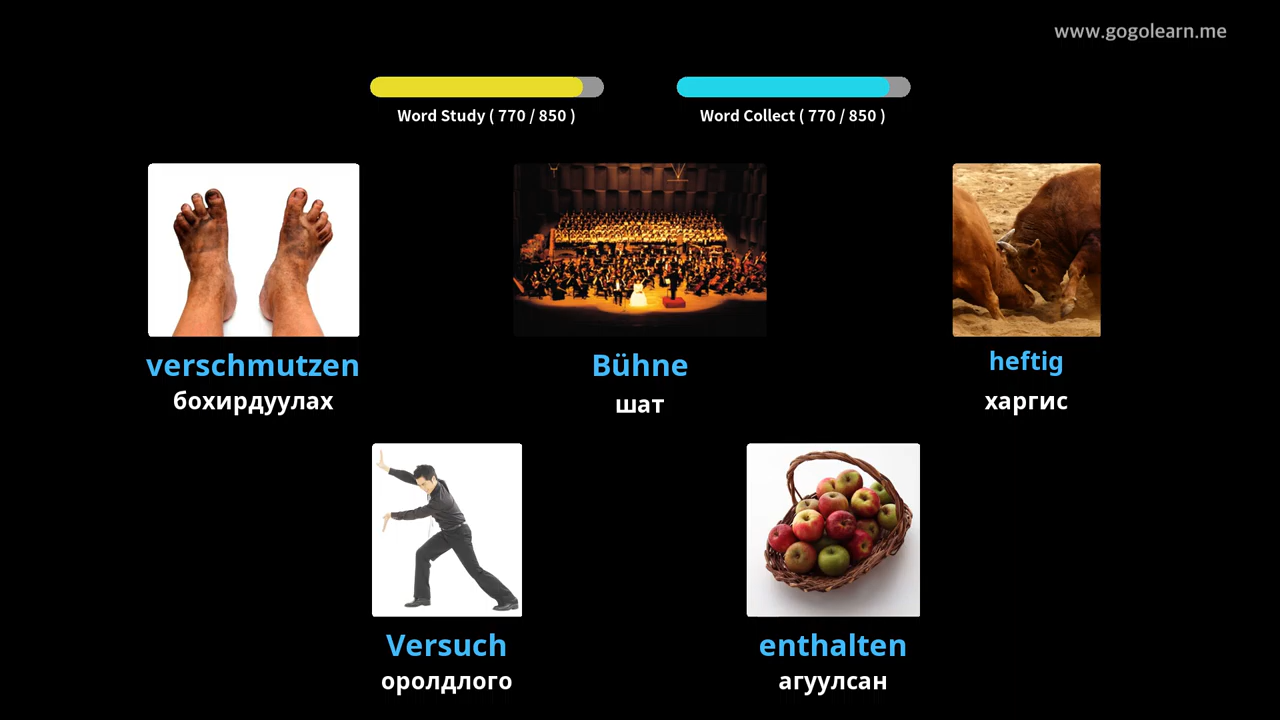 www.gogolearn.me
Word Study ( 770 / 850 )
Word Collect ( 770 / 850 )
verschmutzen
бохирдуулах
Bühne
шат
heftig
харгис
Versuch
оролдлого
enthalten
агуулсан